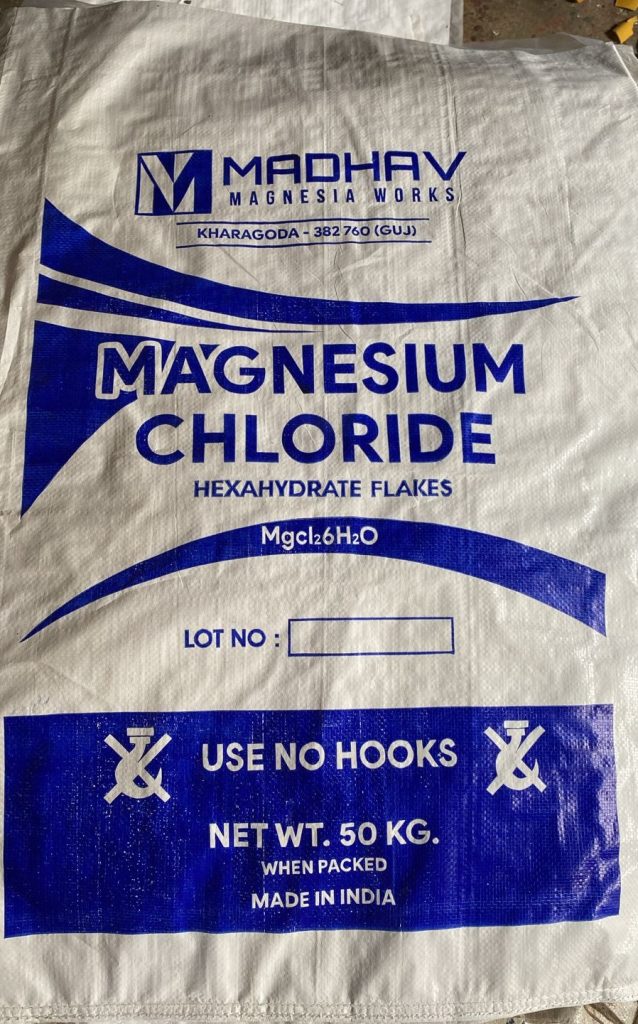 MADHAV
MAGNESIA WORKS
KHARAGODA - 382 760 (GUJ)
MAGNESIUM
CHLORIDE
HEXAHYDRATE FLAKES
Mgcl₂6H₂O
LOT NO :
USE NO HOOKS
NET WT. 50 KG.
WHEN PACKED
MADE IN INDIA